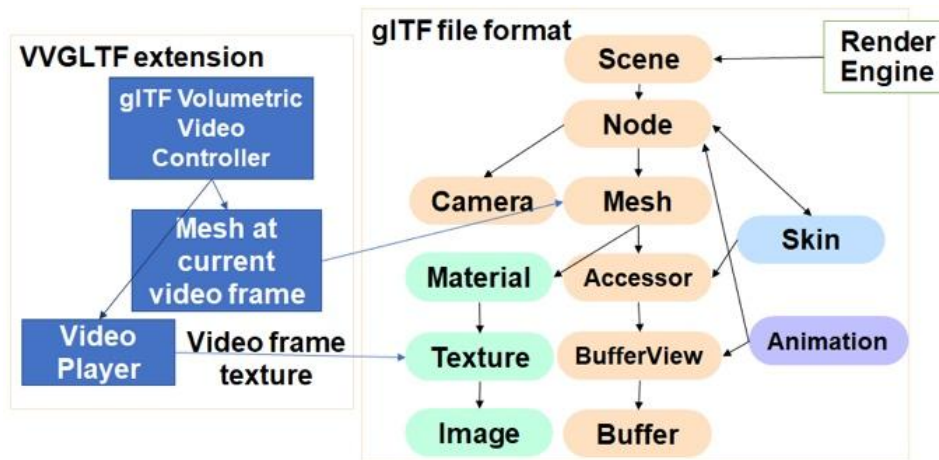 VVGLTF extension
glTF Volumetric
Video
Controller
Mesh at
current
video frame
Video
Player
Video frame
texture
glTF file format
Render
Engine
Scene
Node
Camera
Mesh
Skin
Material
Accessor
Texture
BufferView
Animation
Image
Buffer